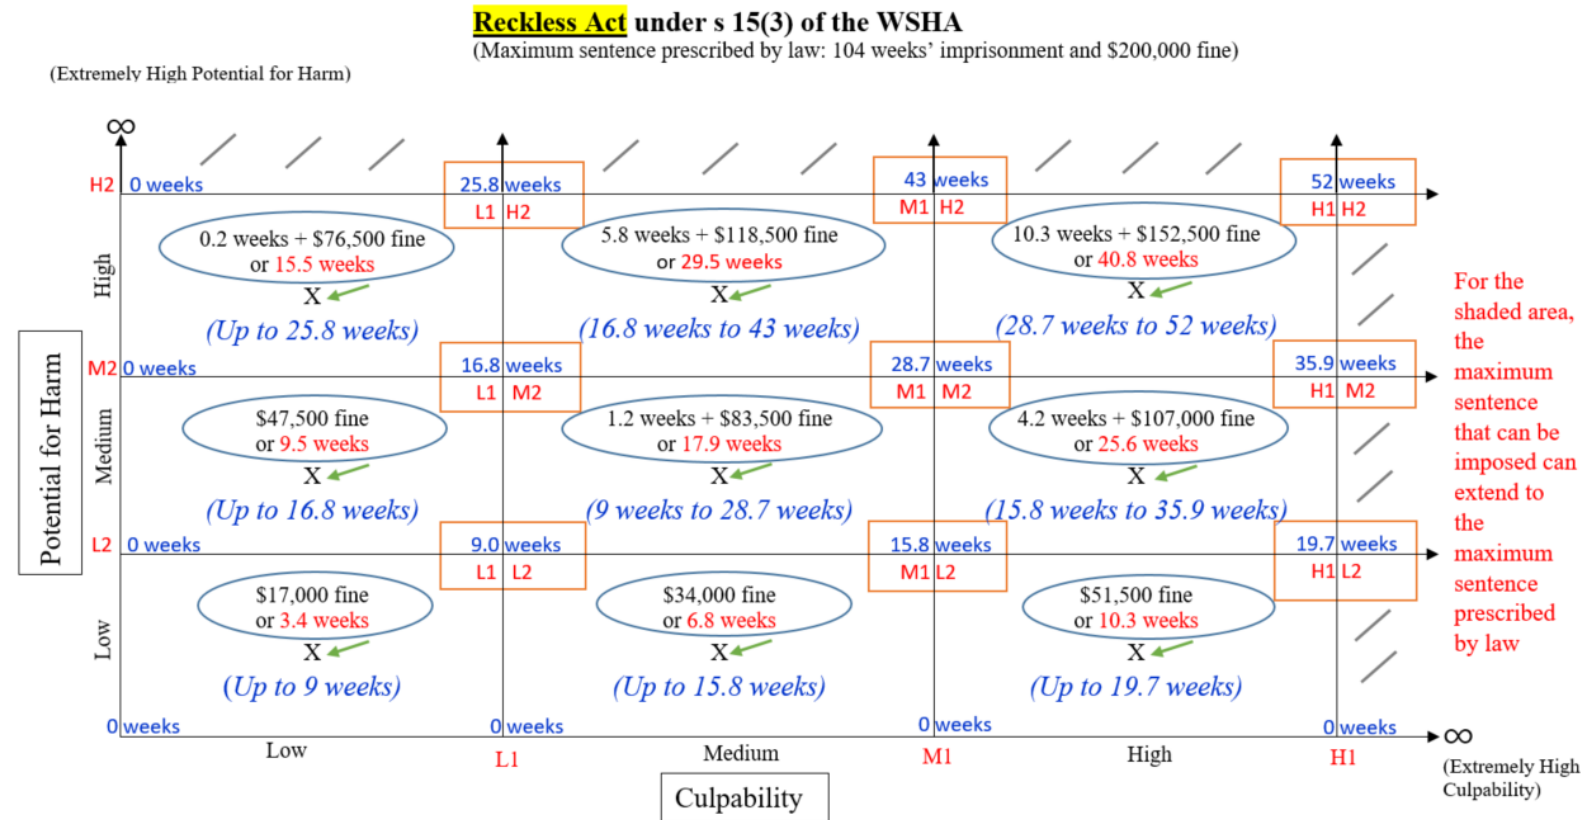 Reckless Act under s 15(3) of the WSHA
(Maximum sentence prescribed by law: 104 weeks' imprisonment and $200,000 fine)
(Extremely High Potential for Harm)
∞
H2 0 weeks 25.8 weeks 43 weeks 52 weeks
L1 H2 M1 H2 H1 H2
0.2 weeks + $76,500 fine 5.8 weeks + $118,500 fine 10.3 weeks + $152,500 fine
or 15.5 weeks or 29.5 weeks or 40.8 weeks
High
X X X
(Up to 25.8 weeks) (16.8 weeks to 43 weeks) (28.7 weeks to 52 weeks)
M2 0 weeks 16.8 weeks 28.7 weeks 35.9 weeks
L1 M2 M1 M2 H1 M2
$47,500 fine 1.2 weeks + $83,500 fine 4.2 weeks + $107,000 fine
or 9.5 weeks or 17.9 weeks or 25.6 weeks
Medium
X X X
(Up to 16.8 weeks) (9 weeks to 28.7 weeks) (15.8 weeks to 35.9 weeks)
Potential for Harm
L2 0 weeks 9.0 weeks 15.8 weeks 19.7 weeks
L1 L2 M1 L2 H1 L2
$17,000 fine $34,000 fine $51,500 fine
or 3.4 weeks or 6.8 weeks or 10.3 weeks
Low
X X X
(Up to 9 weeks) (Up to 15.8 weeks) (Up to 19.7 weeks)
0 weeks 0 weeks 0 weeks 0 weeks
∞
Low L1 Medium M1 High H1
(Extremely High
Culpability)
Culpability
For the
shaded area,
the
maximum
sentence
that can be
imposed can
extend to
the
maximum
sentence
prescribed
by law